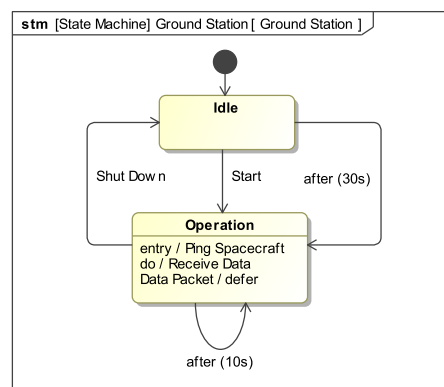 stm [State Machine] Ground Station [ Ground Station ]
Idle
Shut Down
Start
after (30s)
Operation
entry / Ping Spacecraft
do / Receive Data
Data Packet / defer
after (10s)